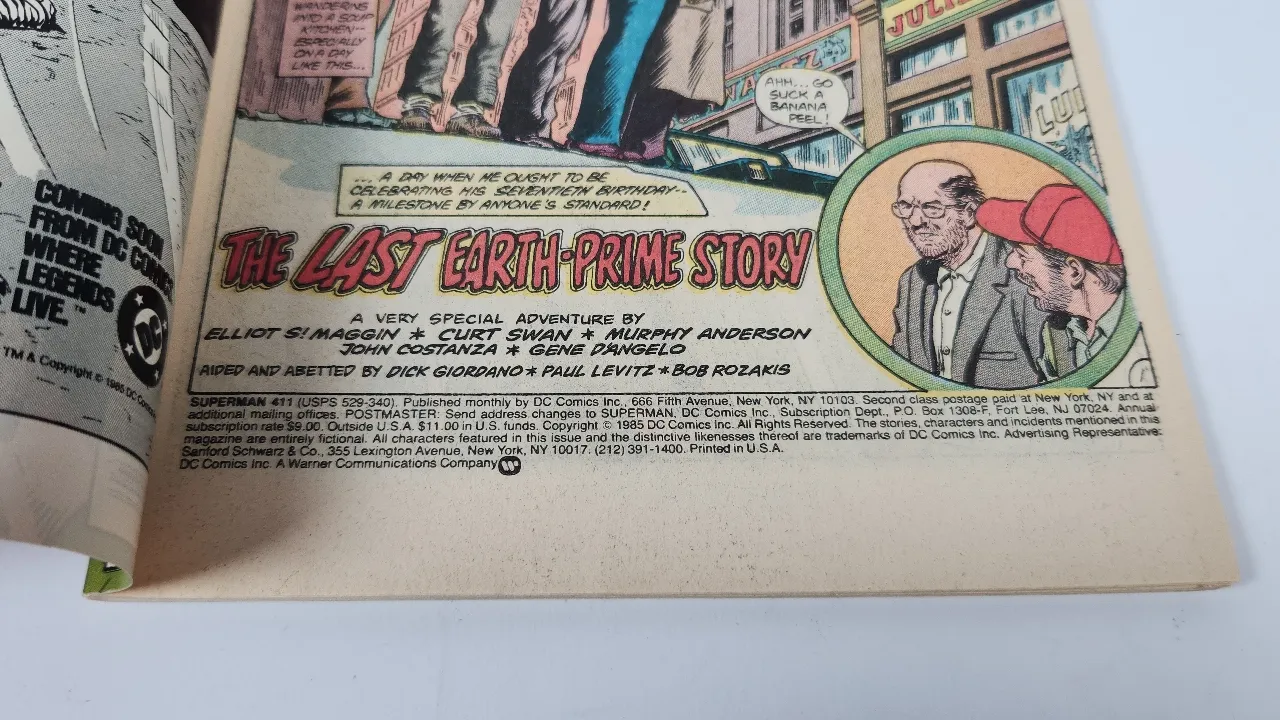 WANDERINGS
INTO A SOUP
KITCHEN--
ESPECIALLY
ON A DAY
LIKE THIS...
JULI
AHH... GO
SUCK A
BANANA
PEEL!
... A DAY WHEN HE OUGHT TO BE
CELEBRATING HIS SEVENTIETH BIRTHDAY--
A MILESTONE BY ANYONE'S STANDARD!
THE LAST EARTH-PRIME STORY
A VERY SPECIAL ADVENTURE BY
ELLIOT S! MAGGIN * CURT SWAN * MURPHY ANDERSON
JOHN COSTANZA * GENE D'ANGELO
AIDED AND ABETTED BY DICK GIORDANO * PAUL LEVITZ * BOB ROZAKIS
SUPERMAN 411 (USPS 529-340). Published monthly by DC Comics Inc., 666 Fifth Avenue, New York, NY 10103. Second class postage paid at New York, NY and at
additional mailing offices. POSTMASTER: Send address changes to SUPERMAN, DC Comics Inc., Subscription Dept., P.O. Box 1308-F, Fort Lee, NJ 07024. Annual
subscription rate $9.00. Outside U.S.A. $11.00 in U.S. funds. Copyright © 1985 DC Comics Inc. All Rights Reserved. The stories, characters and incidents mentioned in this
magazine are entirely fictional. All characters featured in this issue and the distinctive likenesses thereof are trademarks of DC Comics Inc. Advertising Representative:
Sanford Schwarz & Co., 355 Lexington Avenue, New York, NY 10017. (212) 391-1400. Printed in U.S.A.
DC Comics Inc. A Warner Communications Company
COMING SOON
FROM DC COMICS
WHERE
LEGENDS
LIVE.™
DC
TM & Copyright © 1985 DC Comics